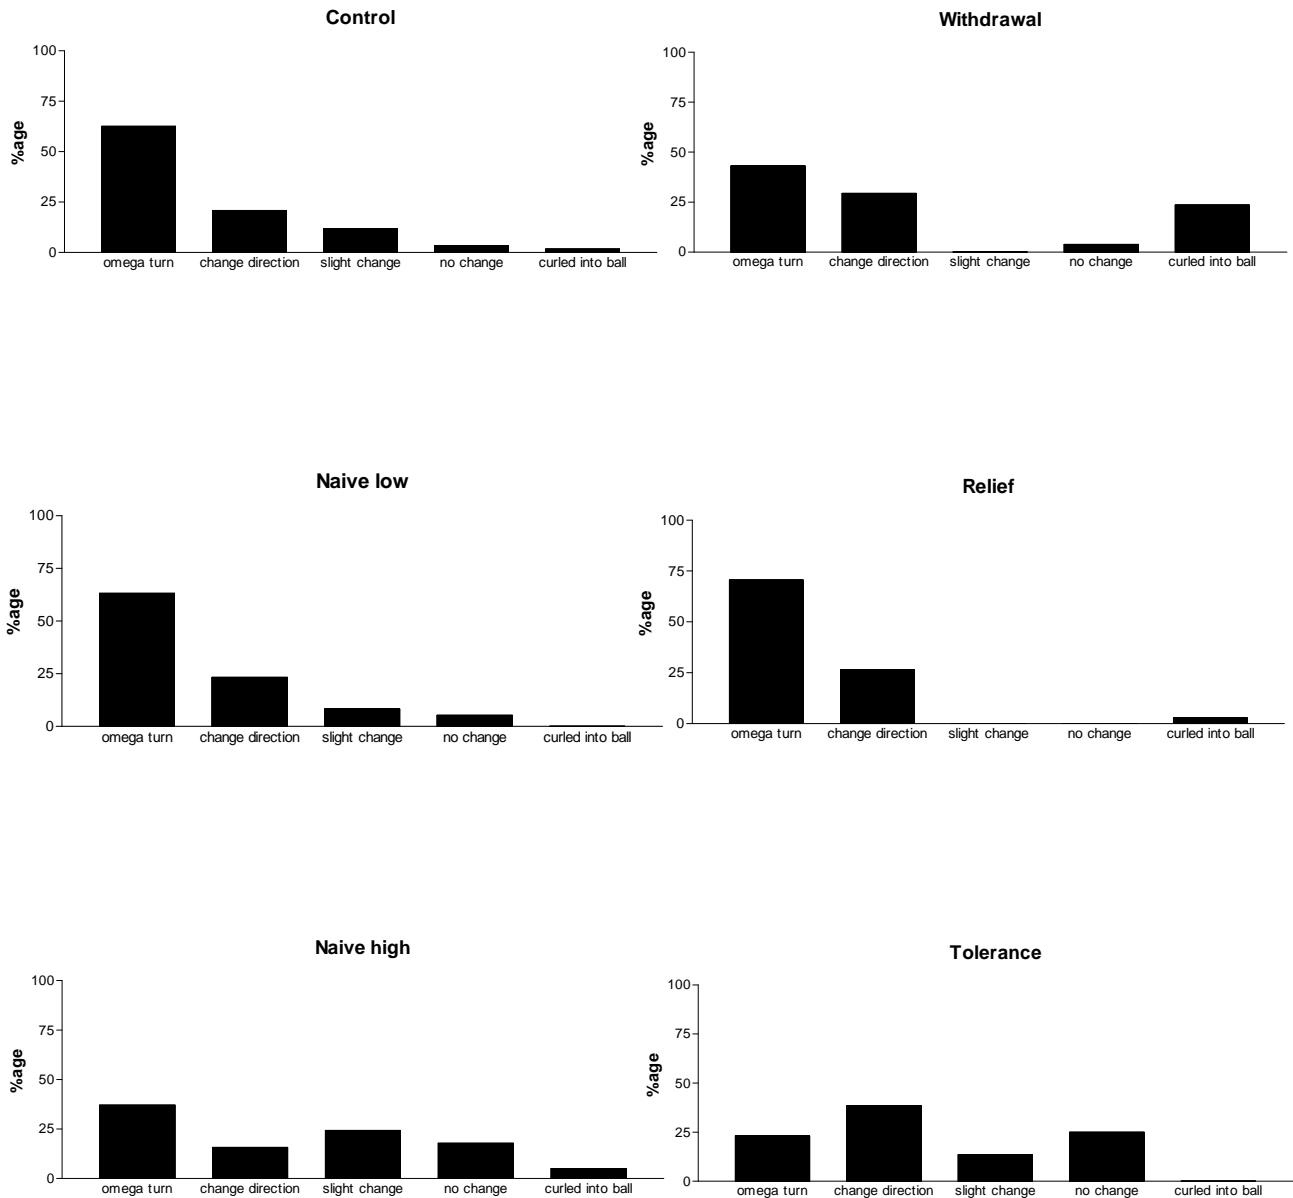 Control
%age
100
75
50
25
0
omega turn change direction slight change no change curled into ball
Withdrawal
%age
100
75
50
25
0
omega turn change direction slight change no change curled into ball
Naive low
%age
100
75
50
25
0
omega turn change direction slight change no change curled into ball
Relief
%age
100
75
50
25
0
omega turn change direction slight change no change curled into ball
Naive high
%age
100
75
50
25
0
omega turn change direction slight change no change curled into ball
Tolerance
%age
100
75
50
25
0
omega turn change direction slight change no change curled into ball